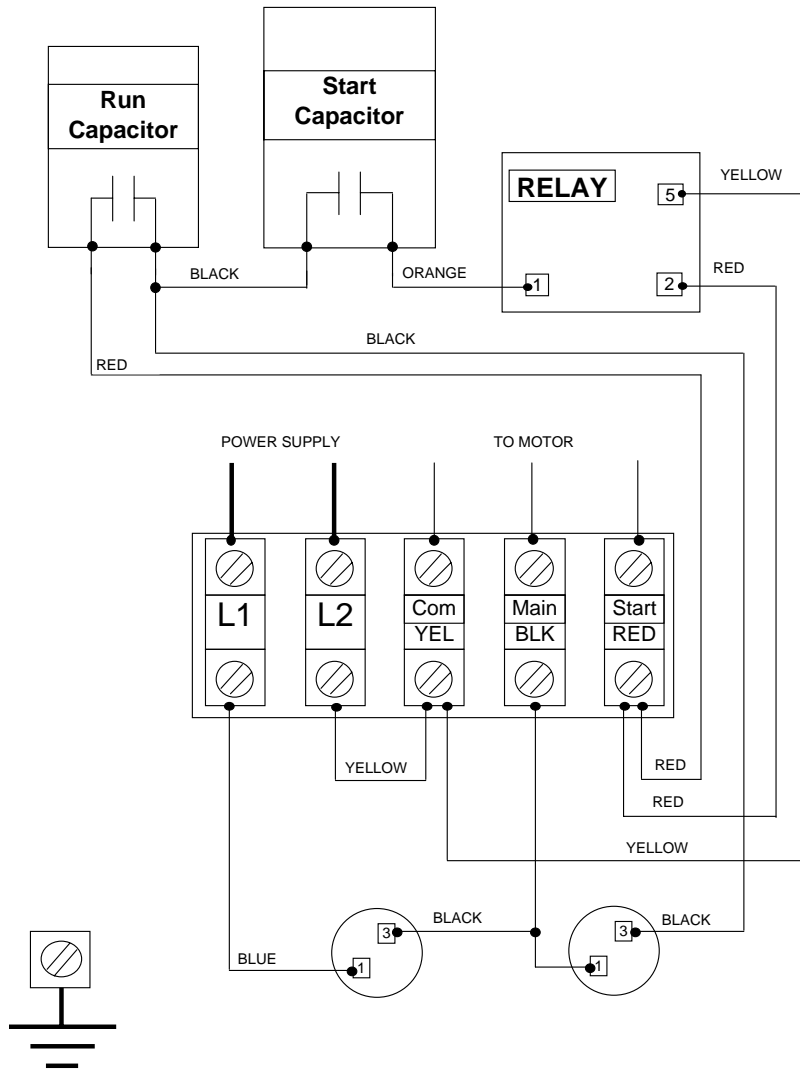 Run
Capacitor
Start
Capacitor
RELAY
5
YELLOW
BLACK
ORANGE
1
2
RED
BLACK
RED
POWER SUPPLY
TO MOTOR
L1
L2
Com
YEL
Main
BLK
Start
RED
YELLOW
RED
RED
YELLOW
BLUE
3
1
BLACK
3
1
BLACK